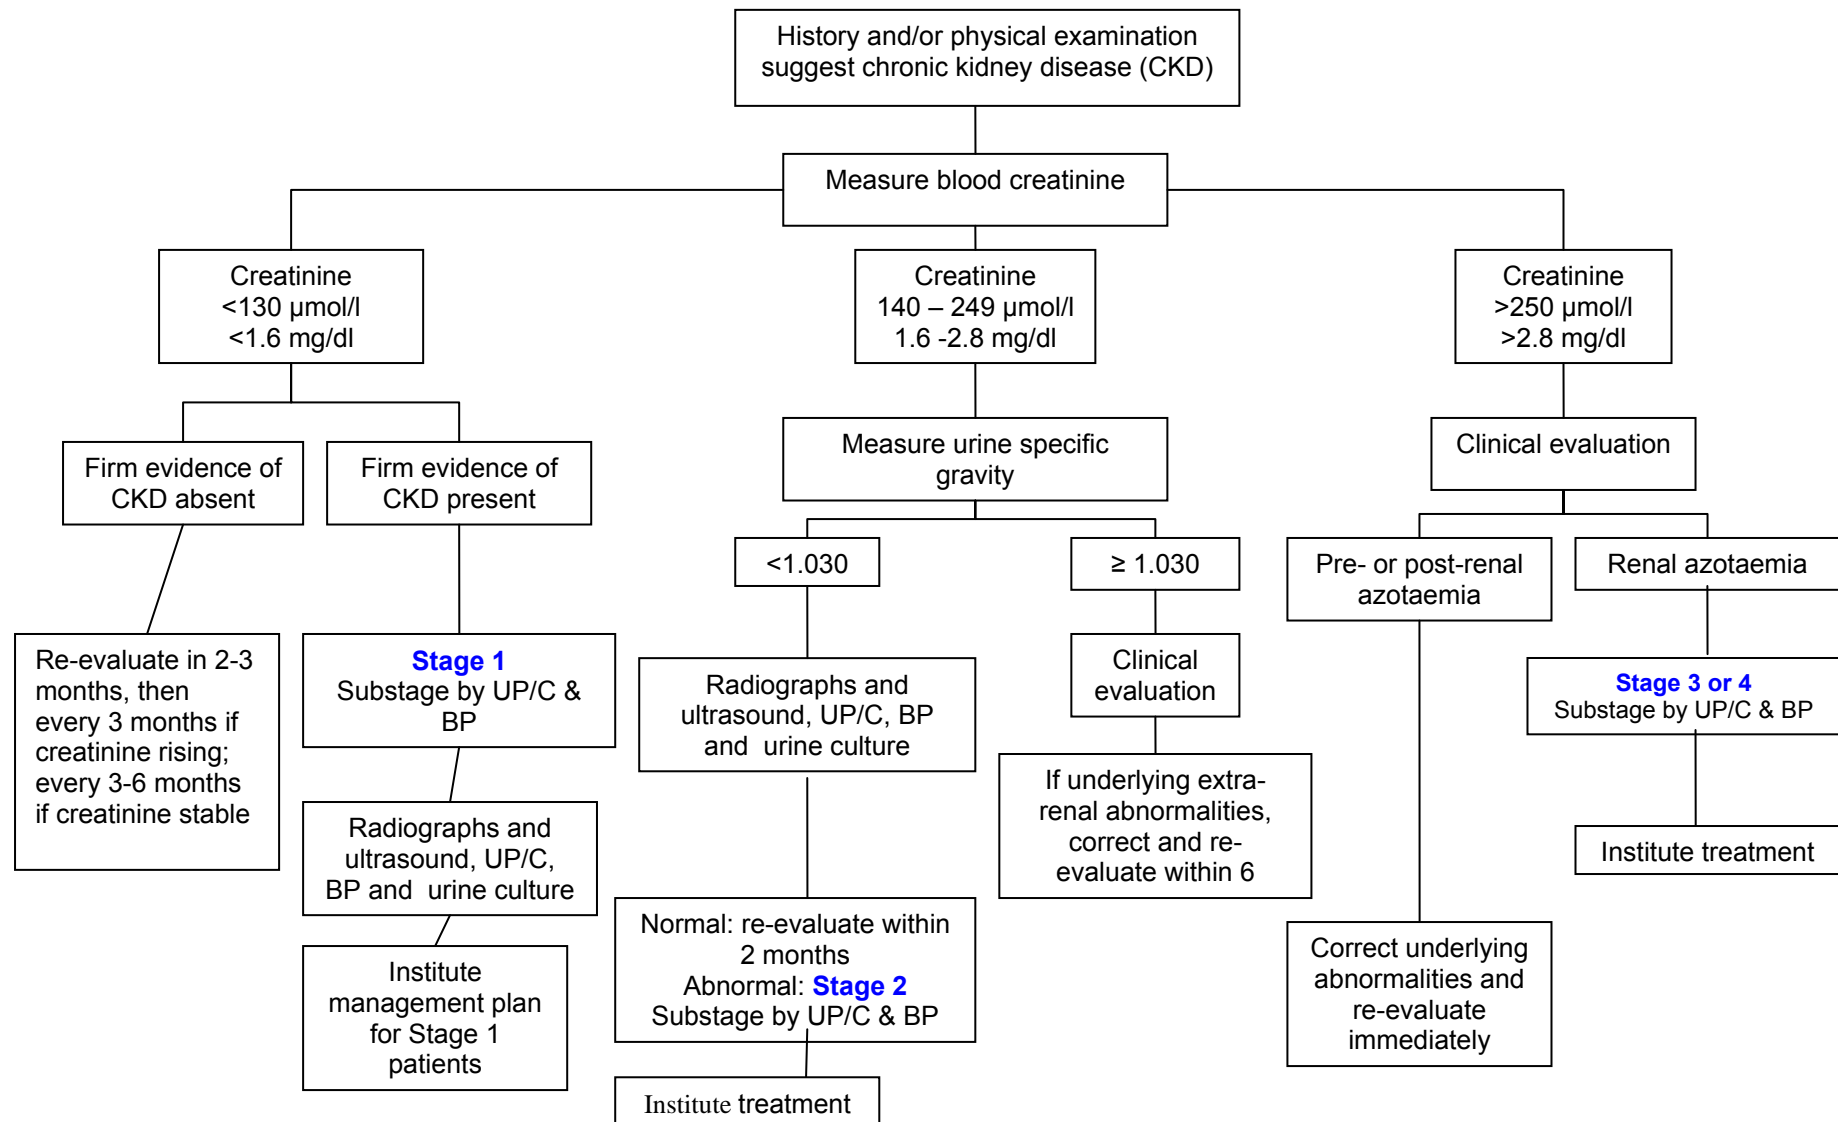 History and/or physical examination
suggest chronic kidney disease (CKD)
Measure blood creatinine
Creatinine
<130 µmol/l
<1.6 mg/dl
Creatinine
140 – 249 µmol/l
1.6 -2.8 mg/dl
Creatinine
>250 µmol/l
>2.8 mg/dl
Firm evidence of
CKD absent
Firm evidence of
CKD present
Measure urine specific
gravity
Clinical evaluation
<1.030
≥ 1.030
Pre- or post-renal
azotaemia
Renal azotaemia
Re-evaluate in 2-3
months, then
every 3 months if
creatinine rising;
every 3-6 months
if creatinine stable
Stage 1
Substage by UP/C &
BP
Radiographs and
ultrasound, UP/C, BP
and urine culture
Clinical
evaluation
Stage 3 or 4
Substage by UP/C & BP
Radiographs and
ultrasound, UP/C,
BP and urine culture
If underlying extra-
renal abnormalities,
correct and re-
evaluate within 6
Institute treatment
Normal: re-evaluate within
2 months
Abnormal: Stage 2
Substage by UP/C & BP
Correct underlying
abnormalities and
re-evaluate
immediately
Institute
management plan
for Stage 1
patients
Institute treatment